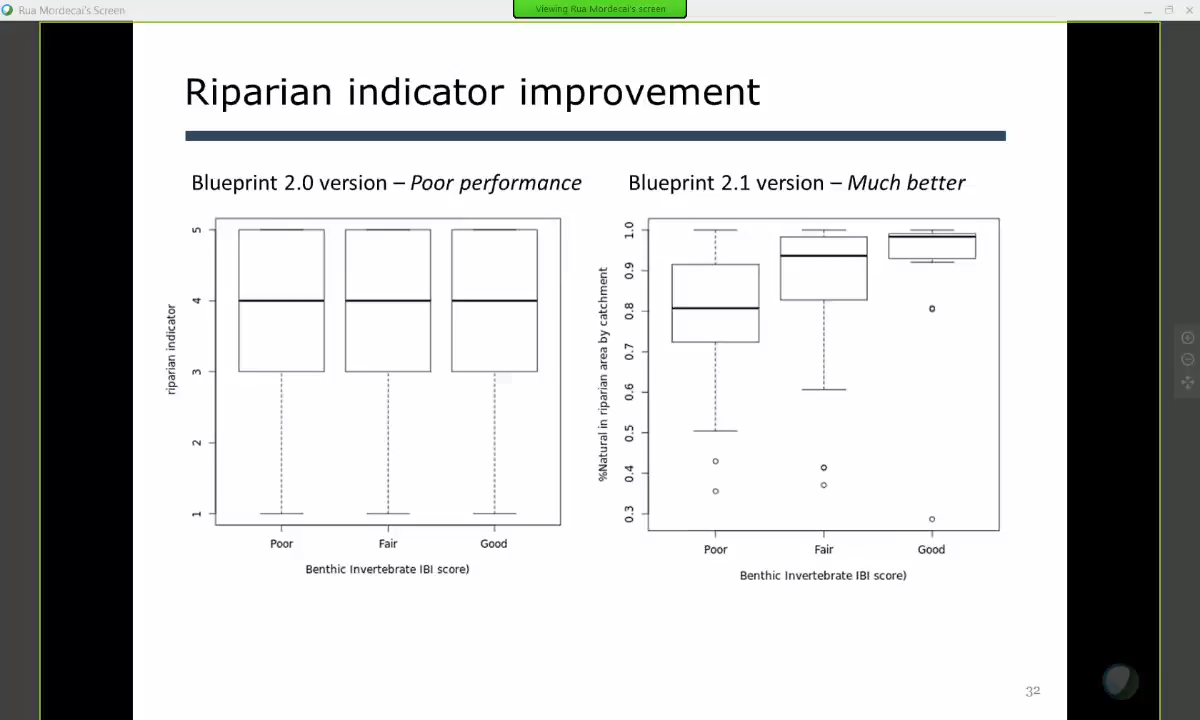 Rua Mordecai's Screen
Viewing Rua Mordecai's screen
Riparian indicator improvement
Blueprint 2.0 version – Poor performance
Blueprint 2.1 version – Much better
riparian indicator
5
4
3
2
1
Poor
Fair
Good
Benthic Invertebrate IBI score)
%Natural in riparian area by catchment
1.0
0.9
0.8
0.7
0.6
0.5
0.4
0.3
Poor
Fair
Good
Benthic Invertebrate IBI score)
32